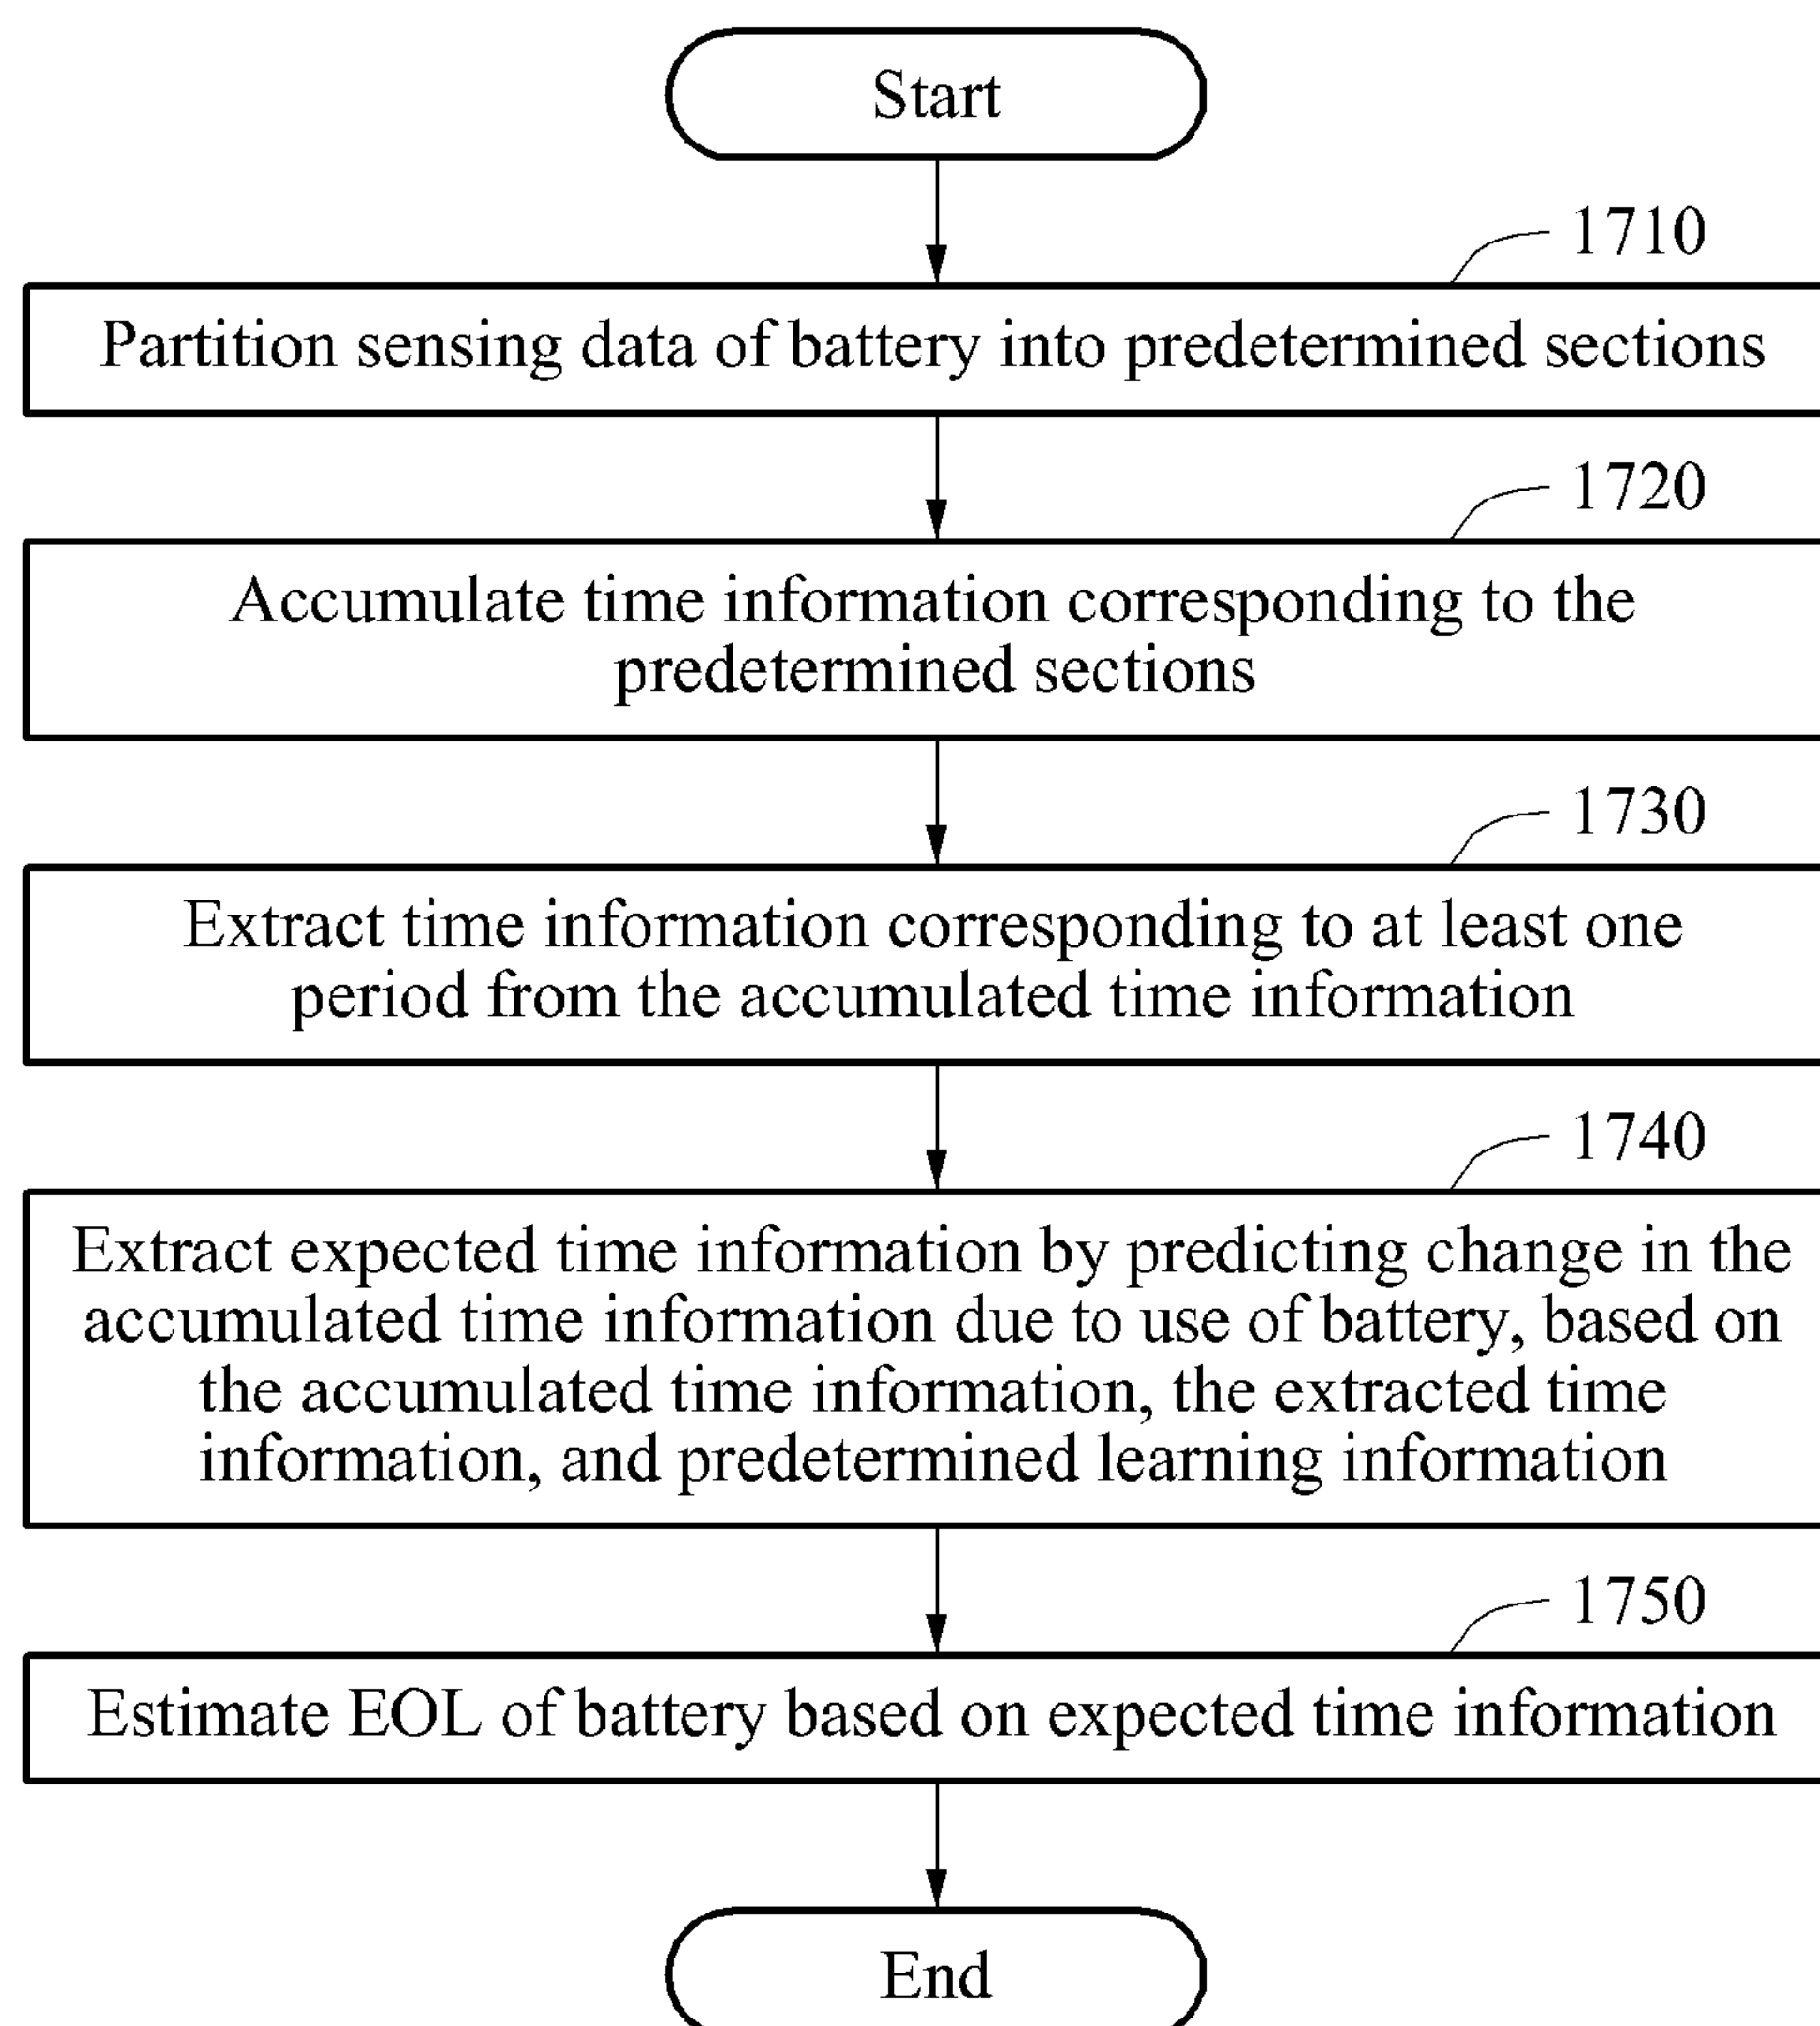 Start
1710
Partition sensing data of battery into predetermined sections
1720
Accumulate time information corresponding to the
predetermined sections
1730
Extract time information corresponding to at least one
period from the accumulated time information
1740
Extract expected time information by predicting change in the
accumulated time information due to use of battery, based on
the accumulated time information, the extracted time
information, and predetermined learning information
1750
Estimate EOL of battery based on expected time information
End